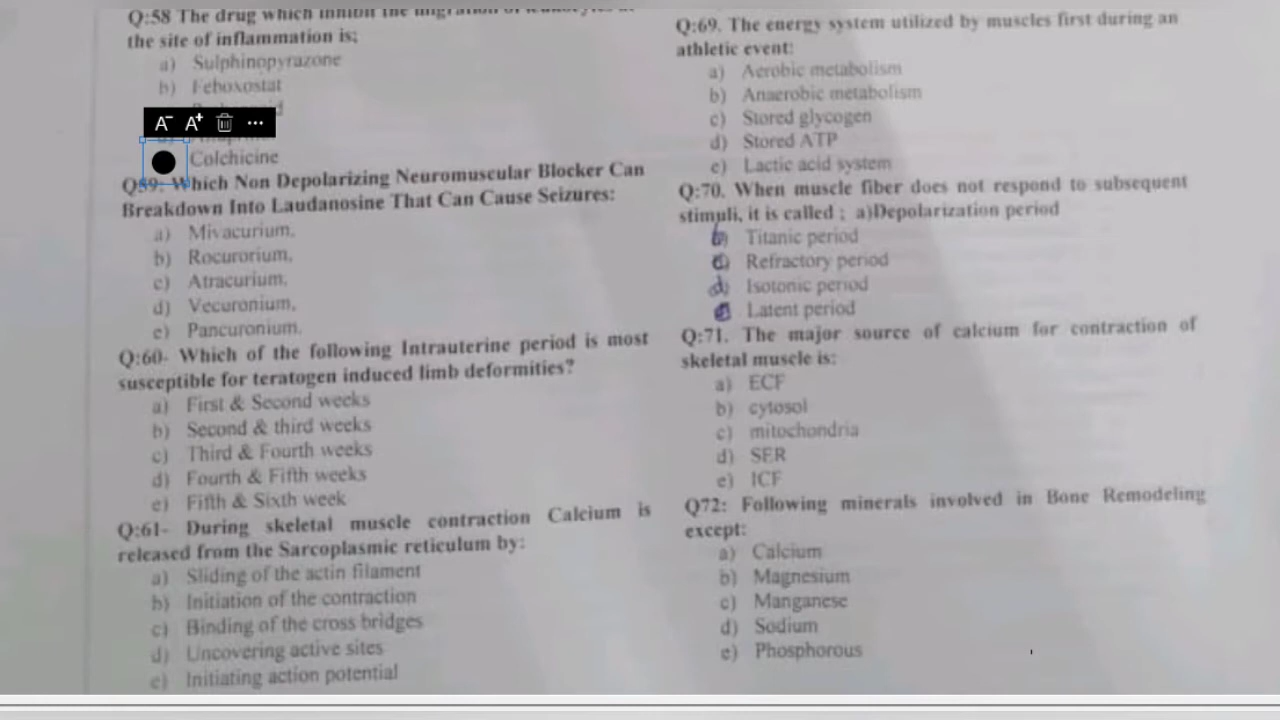 Q:58 The drug which inhibit the migration of
the site of inflammation is;
a) Sulphinopyrazone
b) Feboxostat
Colchicine
Q59: Which Non Depolarizing Neuromuscular Blocker Can
Breakdown Into Laudanosine That Can Cause Seizures:
a) Mivacurium,
b) Rocurorium,
c) Atracurium,
d) Vecuronium,
e) Pancuronium.
Q:60- Which of the following Intrauterine period is most
susceptible for teratogen induced limb deformities?
a) First & Second weeks
b) Second & third weeks
c) Third & Fourth weeks
d) Fourth & Fifth weeks
e) Fifth & Sixth week
Q:61- During skeletal muscle contraction Calcium is
released from the Sarcoplasmic reticulum by:
a) Sliding of the actin filament
b) Initiation of the contraction
c) Binding of the cross bridges
d) Uncovering active sites
e) Initiating action potential
Q:69. The energy system utilized by muscles first during an
athletic event:
a) Aerobic metabolism
b) Anaerobic metabolism
c) Stored glycogen
d) Stored ATP
e) Lactic acid system
Q:70. When muscle fiber does not respond to subsequent
stimuli, it is called ; a)Depolarization period
b) Titanic period
c) Refractory period
d) Isotonic period
e) Latent period
Q:71. The major source of calcium for contraction of
skeletal muscle is:
a) ECF
b) cytosol
c) mitochondria
d) SER
e) ICF
Q72: Following minerals involved in Bone Remodeling
except:
a) Calcium
b) Magnesium
c) Manganese
d) Sodium
e) Phosphorous